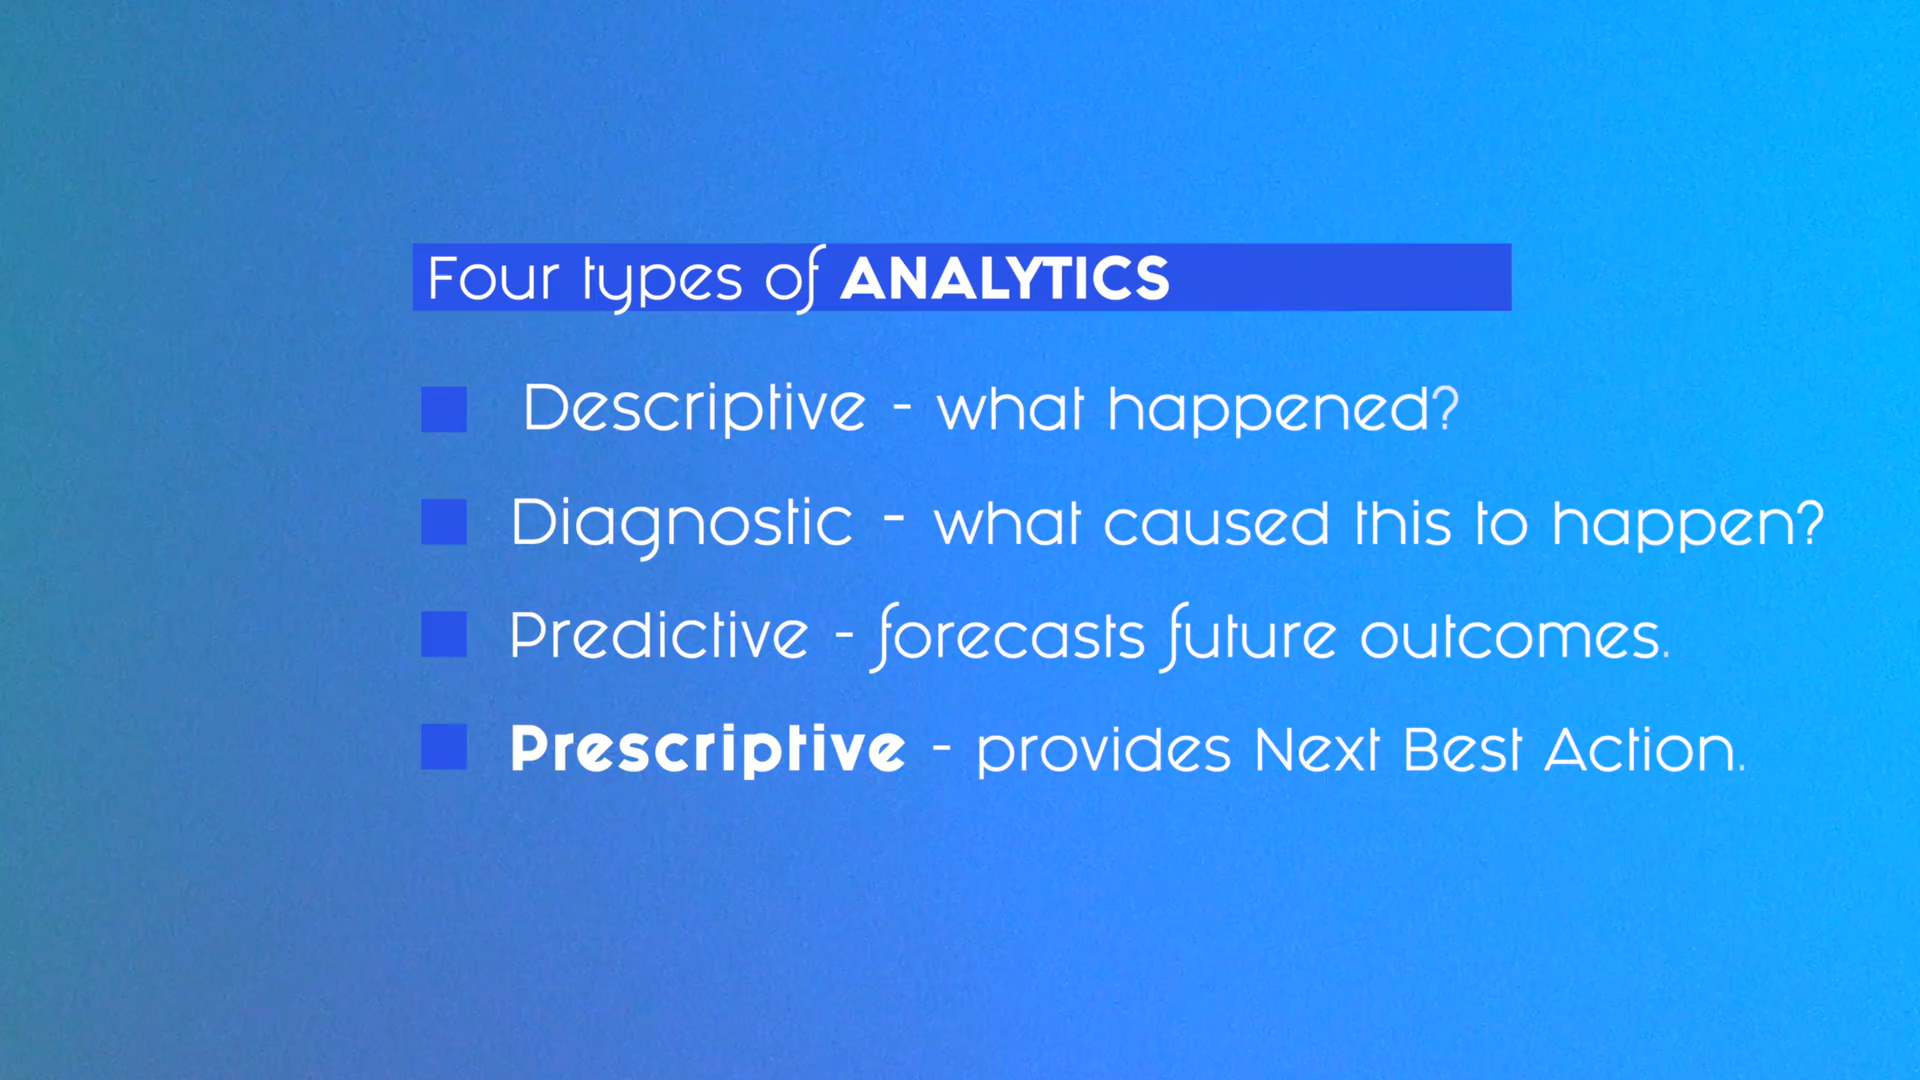 Four types of ANALYTICS
Descriptive - what happened?
Diagnostic - what caused this to happen?
Predictive - forecasts future outcomes.
Prescriptive - provides Next Best Action.